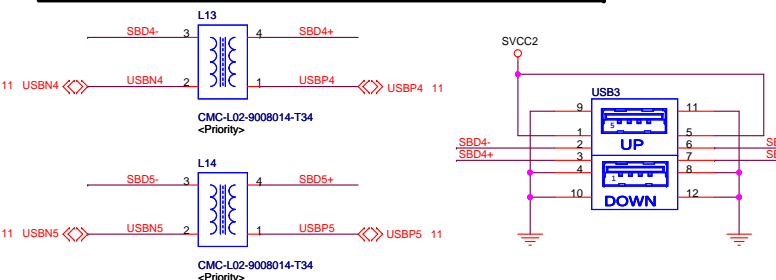 L13
SBD4- 3 4 SBD4+
11 USBN4 USBN4 2 1 USBP4 USBP4 11
CMC-L02-9008014-T34
<Priority>
L14
SBD5- 3 4 SBD5+
11 USBN5 USBN5 2 1 USBP5 USBP5 11
CMC-L02-9008014-T34
<Priority>
SVCC2
USB3
9 11
5
1 UP 5
SBD4- 2 6
SBD4+ 3 7
4 1 8
10 DOWN 12